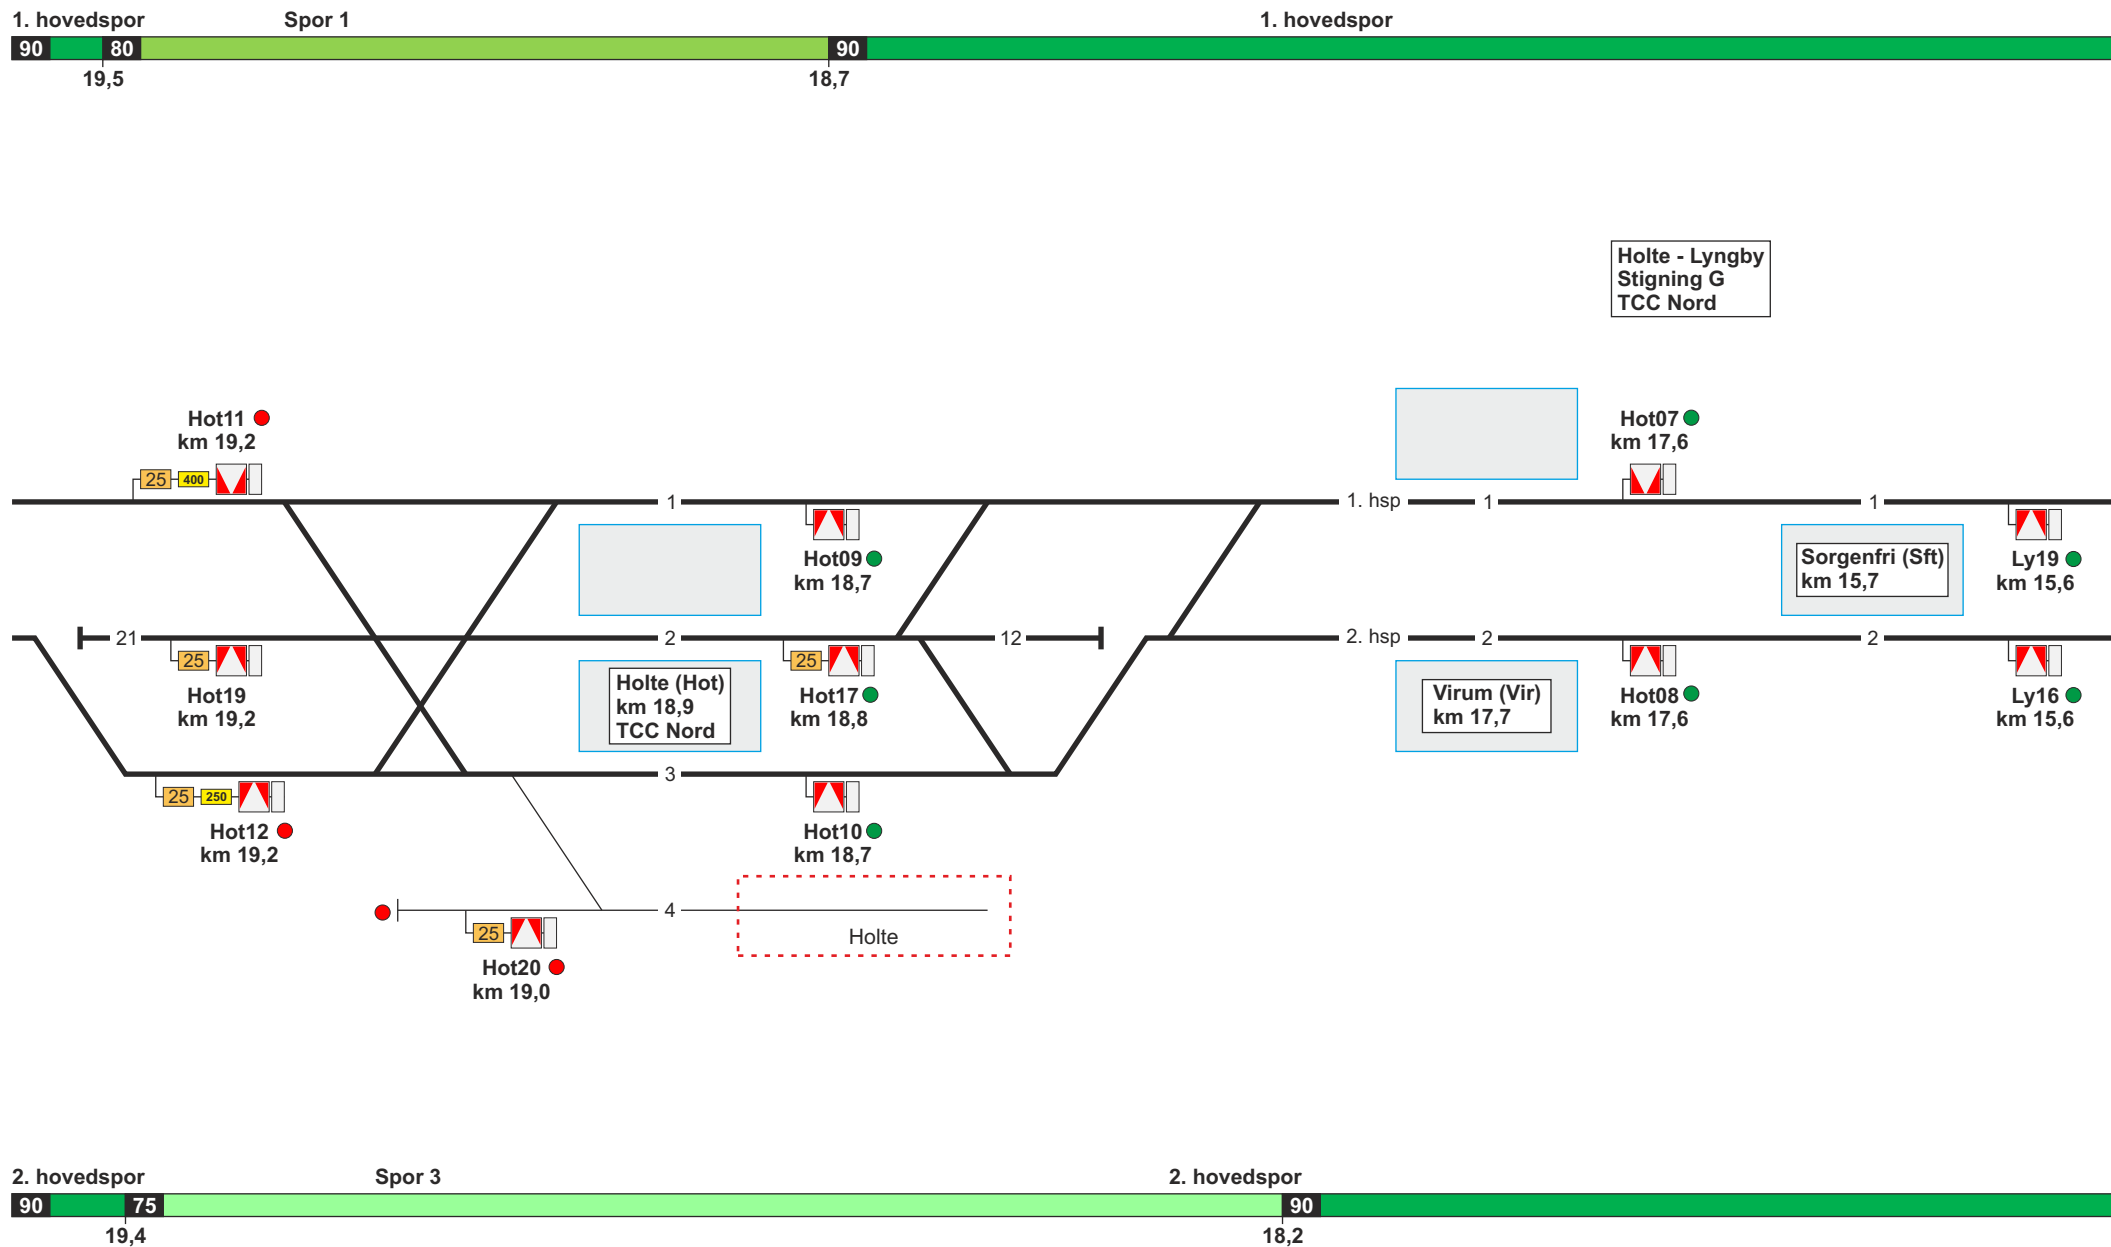 1. hovedspor
Spor 1
1. hovedspor
90
80
90
19,5
18,7
Holte - Lyngby
Stigning G
TCC Nord
Hot11
km 19,2
Hot07
km 17,6
25
400
1
1. hsp
1
1
Hot09
km 18,7
Sorgenfri (Sft)
km 15,7
Ly19
km 15,6
21
2
12
2. hsp
2
2
25
25
Hot19
km 19,2
Holte (Hot)
km 18,9
TCC Nord
Hot17
km 18,8
Virum (Vir)
km 17,7
Hot08
km 17,6
Ly16
km 15,6
3
25
250
Hot12
km 19,2
Hot10
km 18,7
4
25
Holte
Hot20
km 19,0
2. hovedspor
Spor 3
2. hovedspor
90
75
90
19,4
18,2